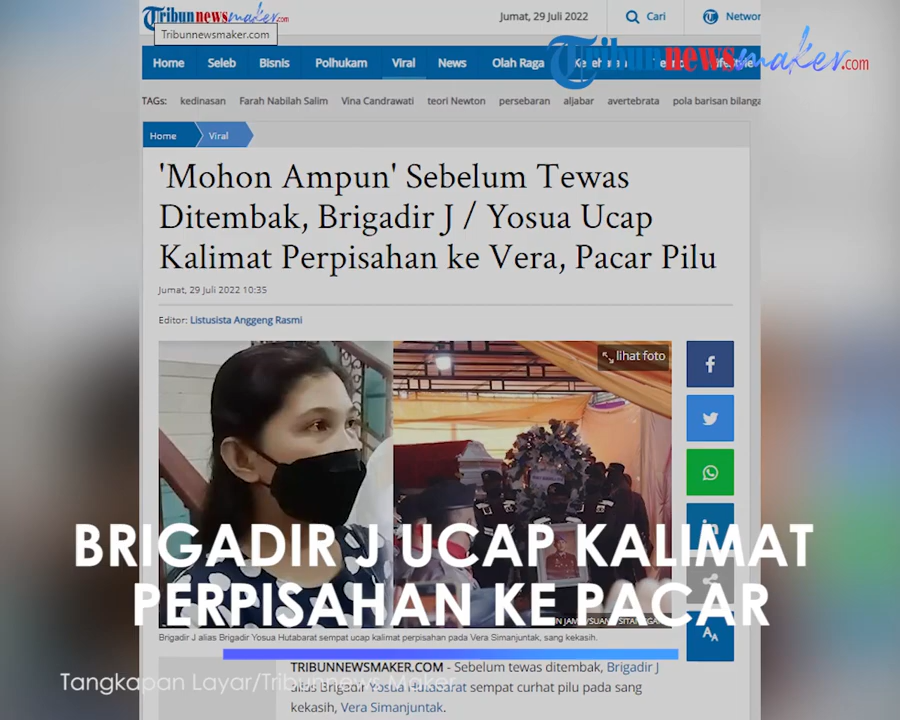 Tribunnewsmaker.com
Jumat, 29 Juli 2022
Cari
Tribunnewsmaker.com
Home
Seleb
Bisnis
Polhukam
Viral
News
Olah Raga
Tribunnewsmaker.com
TAGs:
kedinasan
Farah Nabilah Salim
Vina Candrawati
teori Newton
persebaran
aljabar
avertebrata
pola barisan
Home
Viral
'Mohon Ampun' Sebelum Tewas
Ditembak, Brigadir J / Yosua Ucap
Kalimat Perpisahan ke Vera, Pacar Pilu
Jumat, 29 Juli 2022 10:35
Editor: Listusista Anggeng Rasmi
lihat foto
BRIGADIR J UCAP KALIMAT
PERPISAHAN KE PACAR
Brigadir J alias Brigadir Yosua Hutabarat sempat ucap kalimat perpisahan pada Vera Simanjuntak, sang kekasih.
TRIBUNNEWSMAKER.COM - Sebelum tewas ditembak, Brigadir J
alias Brigadir Yosua Hutabarat sempat curhat pilu pada sang
kekasih, Vera Simanjuntak.
Tangkapan Layar/Tribunnews Maker